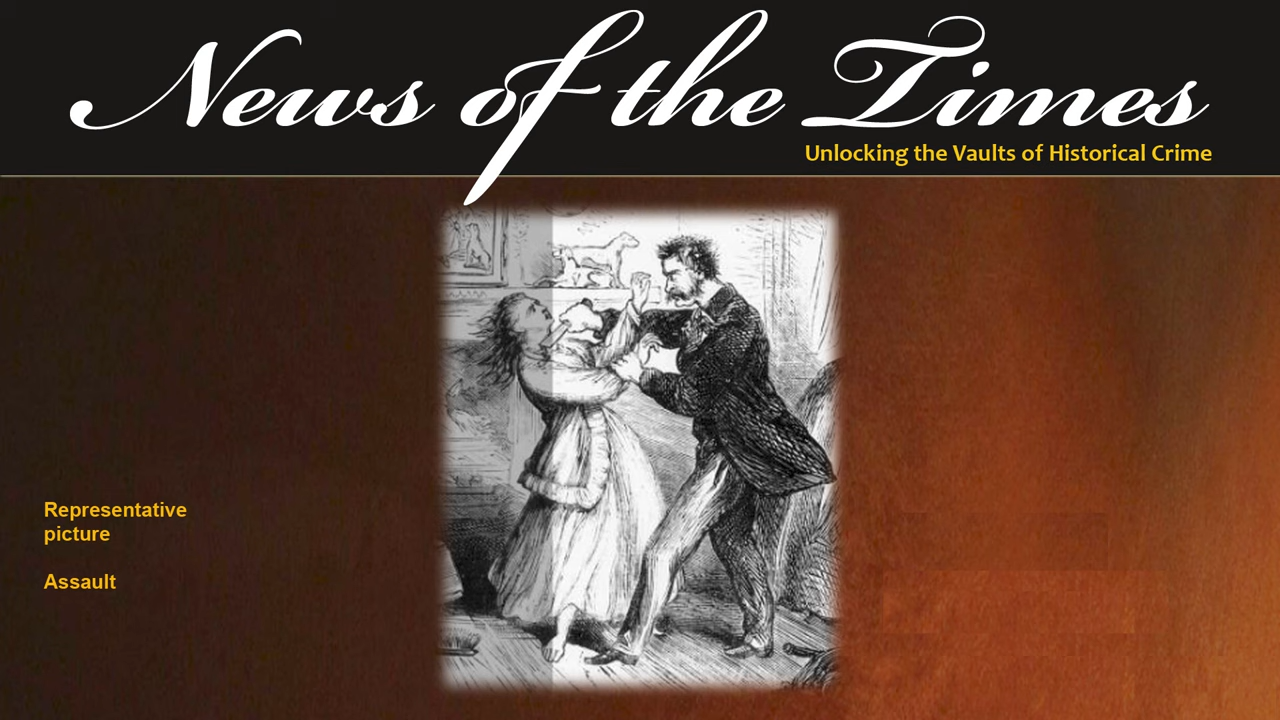 News of the Times
Unlocking the Vaults of Historical Crime
Representative
picture
Assault